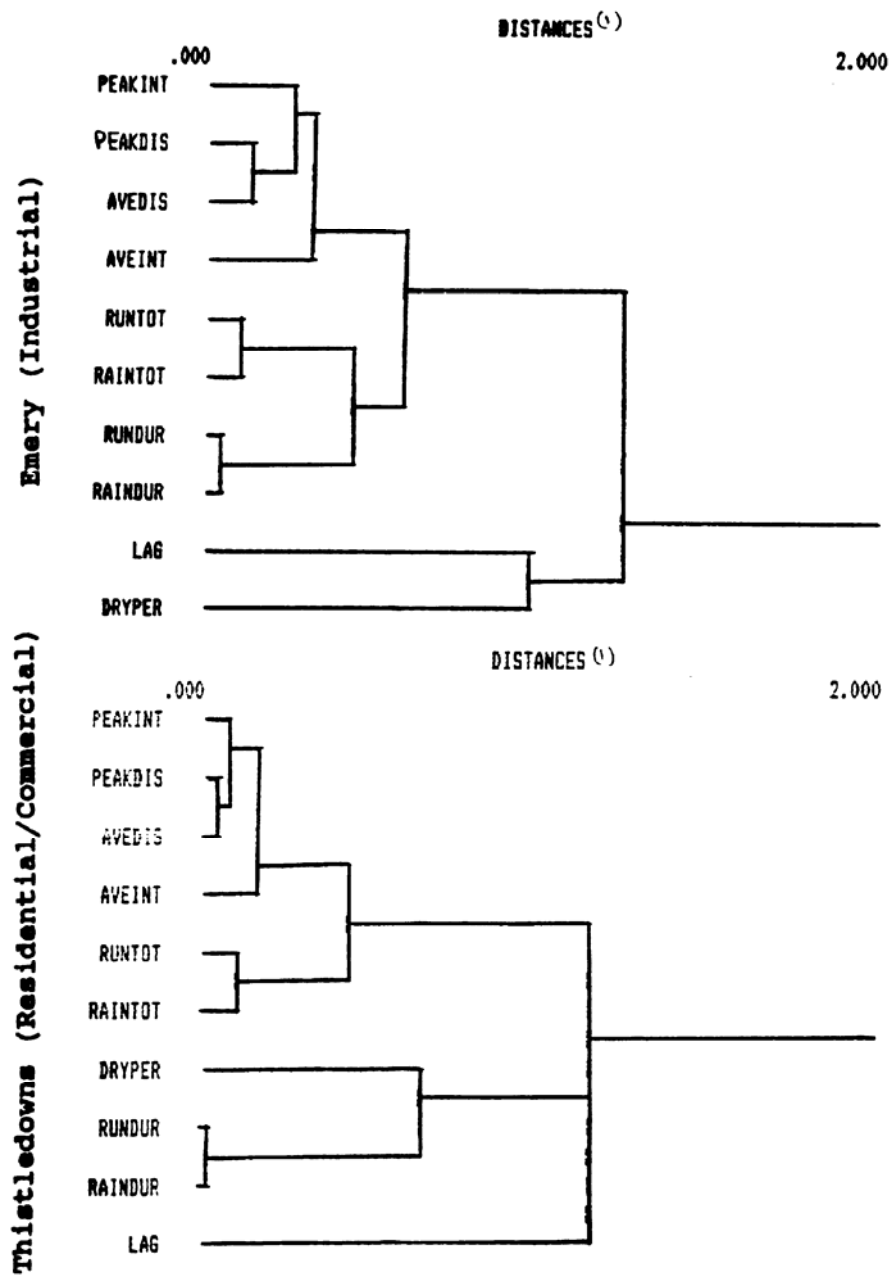 DISTANCES(1)
.000 2.000
PEAKINT
PEAKDIS
AVEDIS
AVEINT
RUNTOT
RAINTOT
RUNDUR
RAINDUR
LAG
DRYPER
Emery (Industrial)
DISTANCES(1)
.000 2.000
PEAKINT
PEAKDIS
AVEDIS
AVEINT
RUNTOT
RAINTOT
DRYPER
RUNDUR
RAINDUR
LAG
Thistledowns (Residential/Commercial)